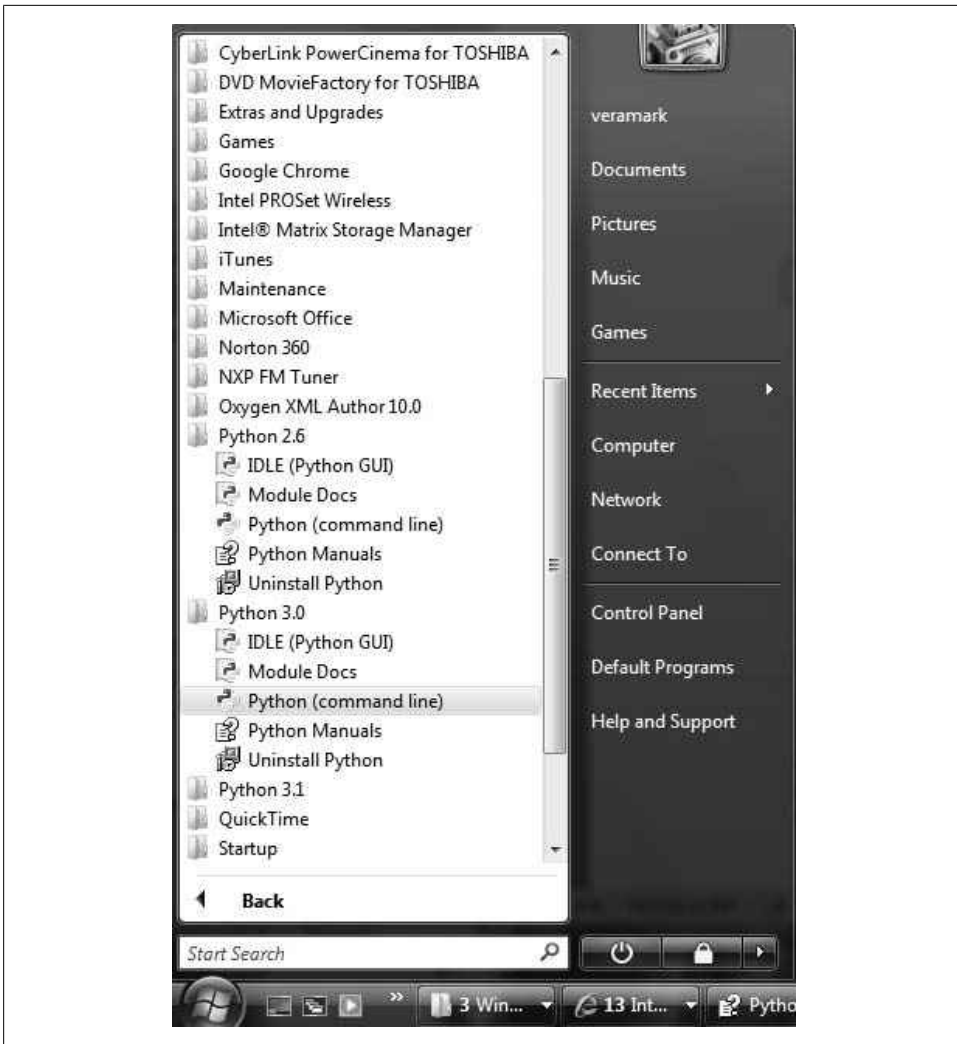 CyberLink PowerCinema for TOSHIBA
DVD MovieFactory for TOSHIBA
Extras and Upgrades
Games
Google Chrome
Intel PROSet Wireless
Intel® Matrix Storage Manager
iTunes
Maintenance
Microsoft Office
Norton 360
NXP FM Tuner
Oxygen XML Author 10.0
Python 2.6
IDLE (Python GUI)
Module Docs
Python (command line)
Python Manuals
Uninstall Python
Python 3.0
IDLE (Python GUI)
Module Docs
Python (command line)
Python Manuals
Uninstall Python
Python 3.1
QuickTime
Startup
Back
Start Search
veramark
Documents
Pictures
Music
Games
Recent Items
Computer
Network
Connect To
Control Panel
Default Programs
Help and Support
3 Win...
13 Int...
Pytho